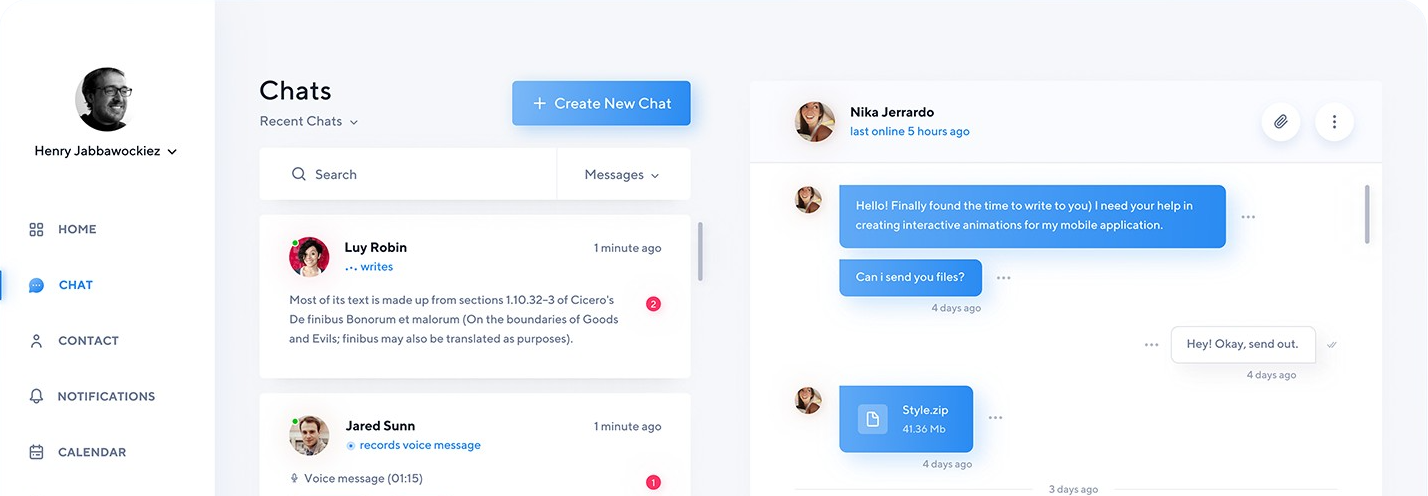 Henry Jabbawockiez
HOME
CHAT
CONTACT
NOTIFICATIONS
CALENDAR
Chats
Recent Chats
+ Create New Chat
Search
Messages
Luy Robin
1 minute ago
writes
Most of its text is made up from sections 1.10.32–3 of Cicero's
De finibus Bonorum et malorum (On the boundaries of Goods
and Evils; finibus may also be translated as purposes).
2
Jared Sunn
1 minute ago
records voice message
Voice message (01:15)
1
Nika Jerrardo
last online 5 hours ago
Hello! Finally found the time to write to you) I need your help in
creating interactive animations for my mobile application.
Can i send you files?
4 days ago
Hey! Okay, send out.
4 days ago
Style.zip
41.36 Mb
4 days ago
3 days ago